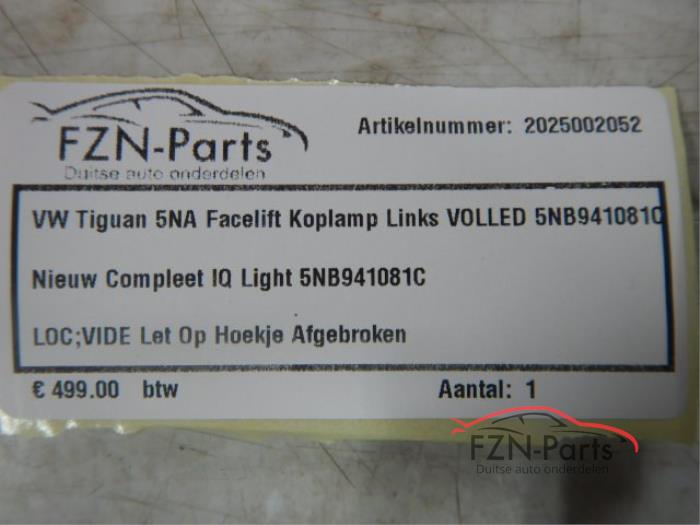 FZN-Parts
Duitse auto onderdelen
Artikelnummer: 2025002052
VW Tiguan 5NA Facelift Koplamp Links VOLLED 5NB941081C
Nieuw Compleet IQ Light 5NB941081C
LOC;VIDE Let Op Hoekje Afgebroken
€ 499.00 btw
Aantal: 1
FZN-Parts
Duitse auto onderdelen